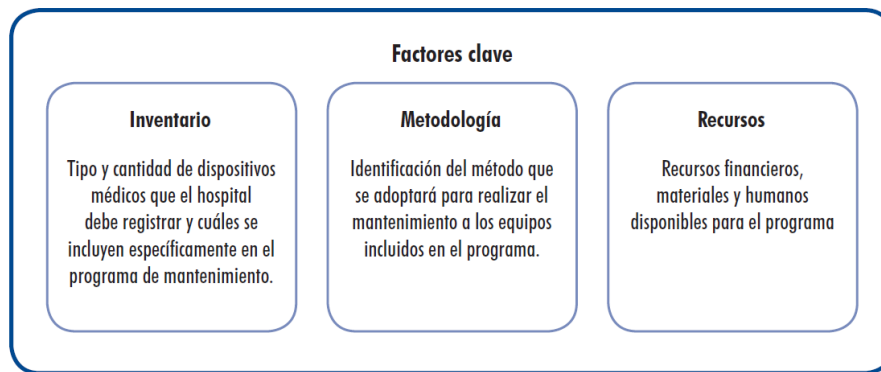 Factores clave
Inventario
Tipo y cantidad de dispositivos
médicos que el hospital
debe registrar y cuáles se
incluyen específicamente en el
programa de mantenimiento.
Metodología
Identificación del método que
se adoptará para realizar el
mantenimiento a los equipos
incluidos en el programa.
Recursos
Recursos financieros,
materiales y humanos
disponibles para el programa